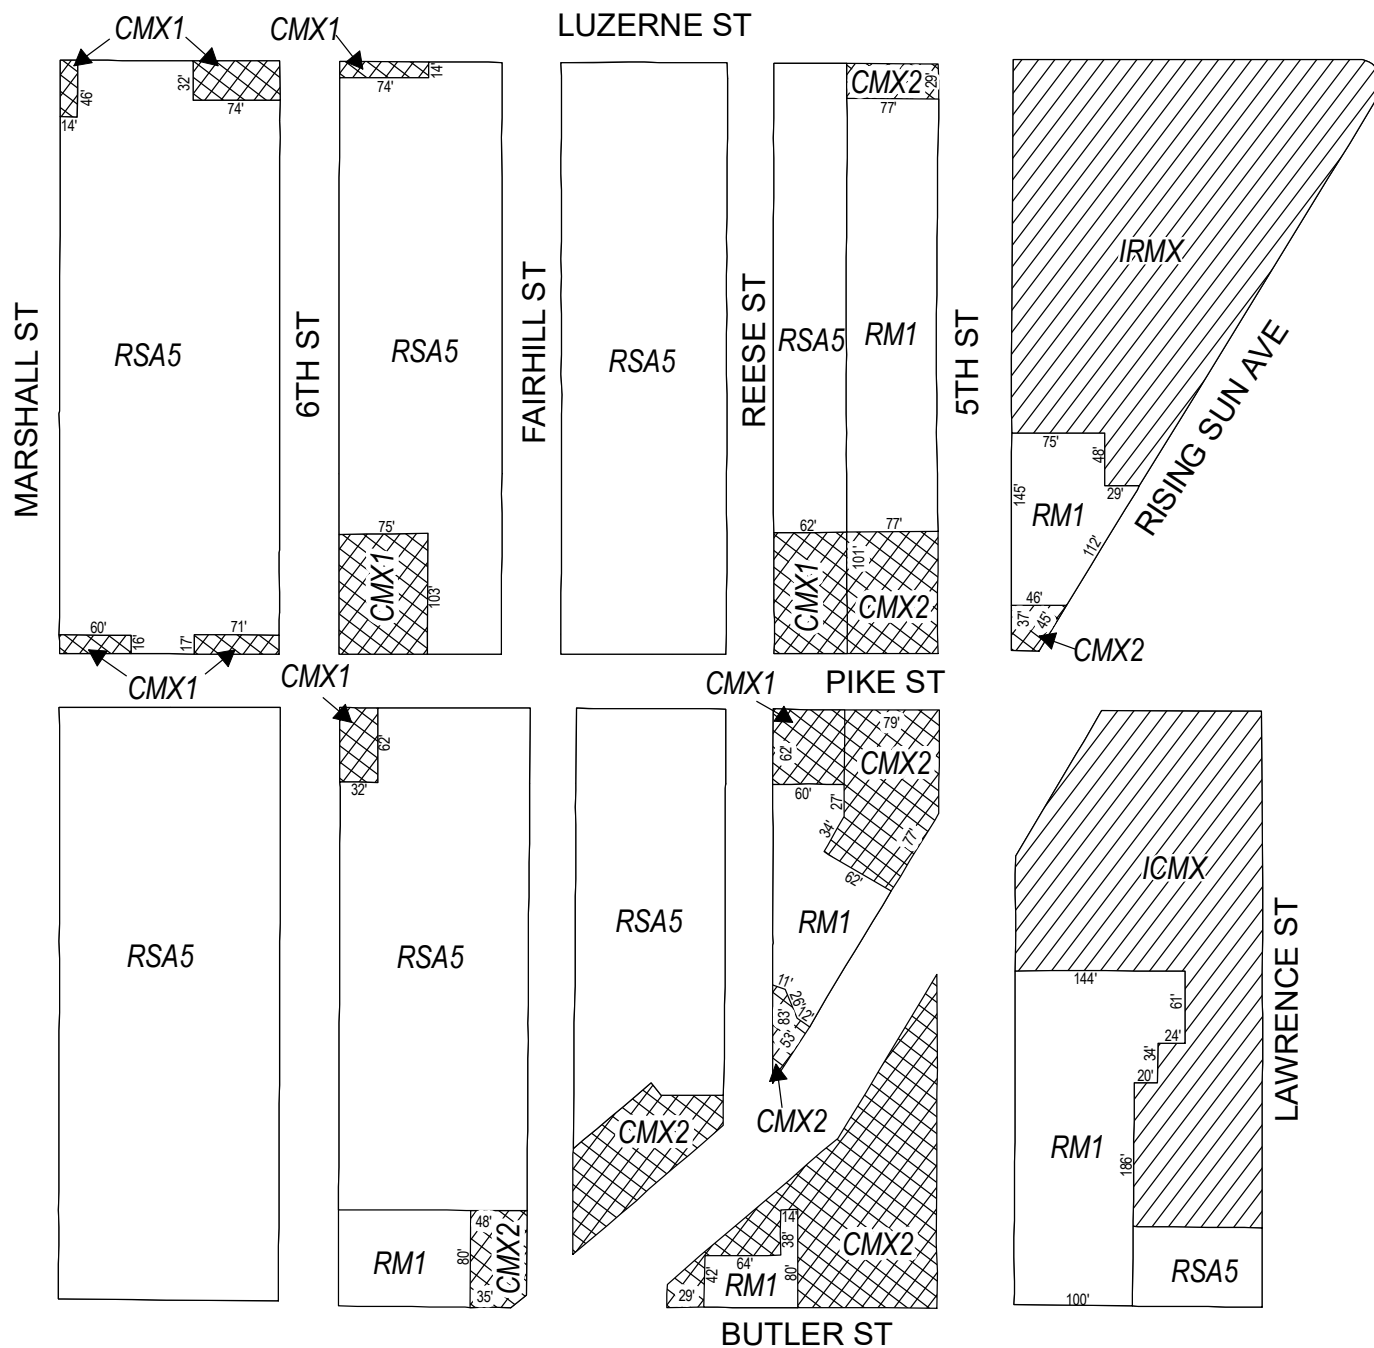 LUZERNE ST
CMX1
CMX1
46'
14'
32'
74'
74'
14'
CMX2
29'
77'
MARSHALL ST
RSA5
6TH ST
RSA5
FAIRHILL ST
RSA5
REESE ST
RSA5
RM1
5TH ST
IRMX
RISING SUN AVE
75'
48'
29'
145'
RM1
112'
46'
37'
45'
CMX2
60'
16'
17'
71'
CMX1
75'
103'
CMX1
62'
77'
101'
CMX1
CMX2
PIKE ST
CMX1
CMX1
62'
32'
62'
60'
79'
CMX2
27'
34'
62'
77'
RSA5
RSA5
RSA5
RM1
11'
26'
12'
83'
53'
CMX2
CMX2
ICMX
LAWRENCE ST
144'
61'
24'
34'
20'
RM1
186'
RSA5
100'
RM1
48'
80'
35'
CMX2
14'
38'
64'
42'
RM1
80'
29'
CMX2
BUTLER ST